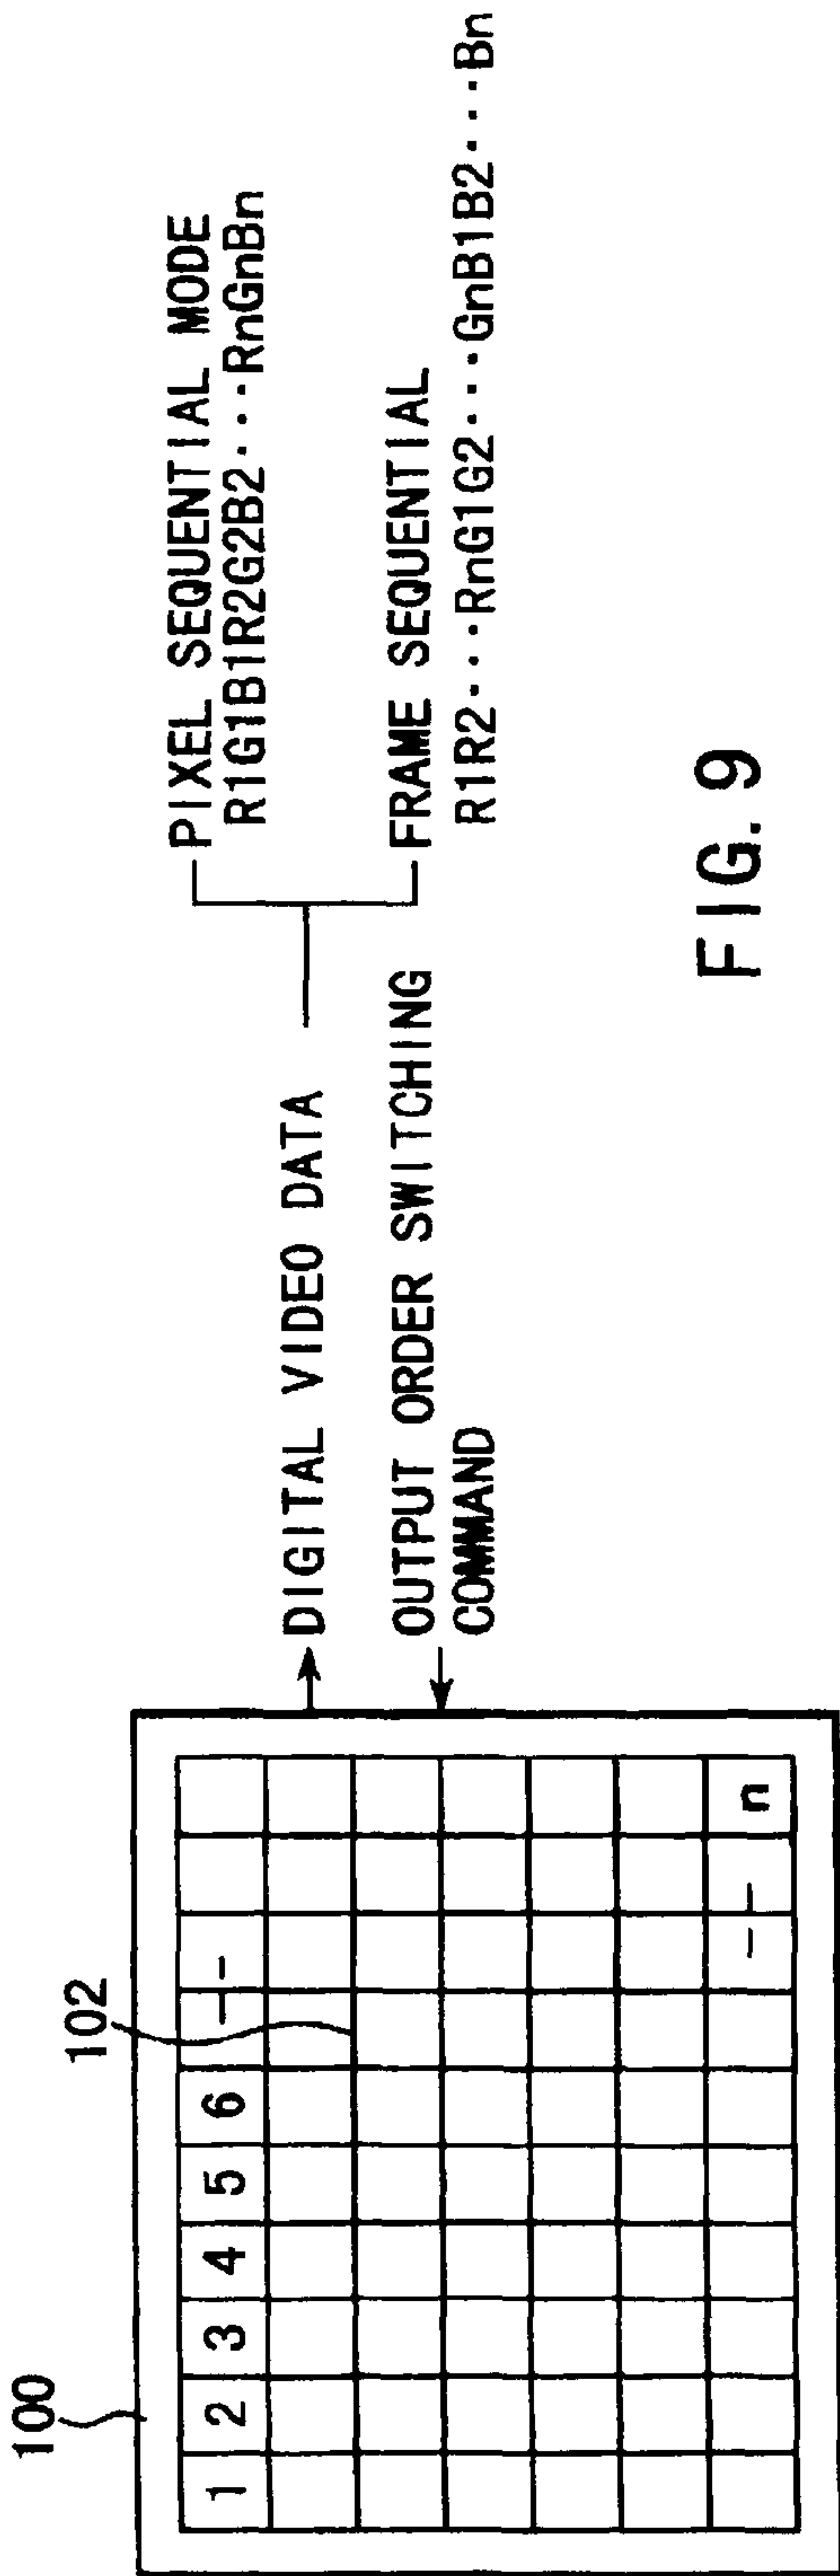 100
102
1 2 3 4 5 6 — –
– — n
DIGITAL VIDEO DATA
OUTPUT ORDER SWITCHING
COMMAND
PIXEL SEQUENTIAL MODE
R1G1B1R2G2B2···RnGnBn
FRAME SEQUENTIAL
R1R2···RnG1G2···GnB1B2···Bn
FIG. 9